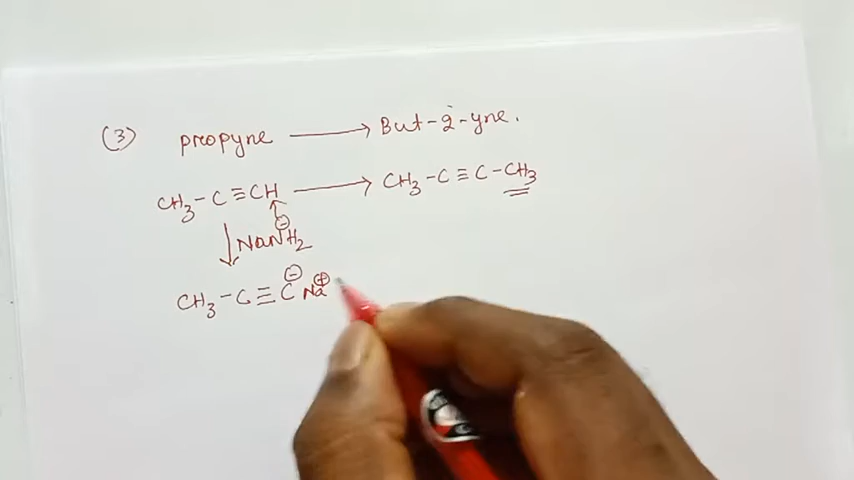 (3) propyne ⟶ But-2-yne.
CH₃-C≡CH ⟶ CH₃-C≡C-CH₃
↓ NaNH₂ ⊖
CH₃-C≡C⊖ Na⊕